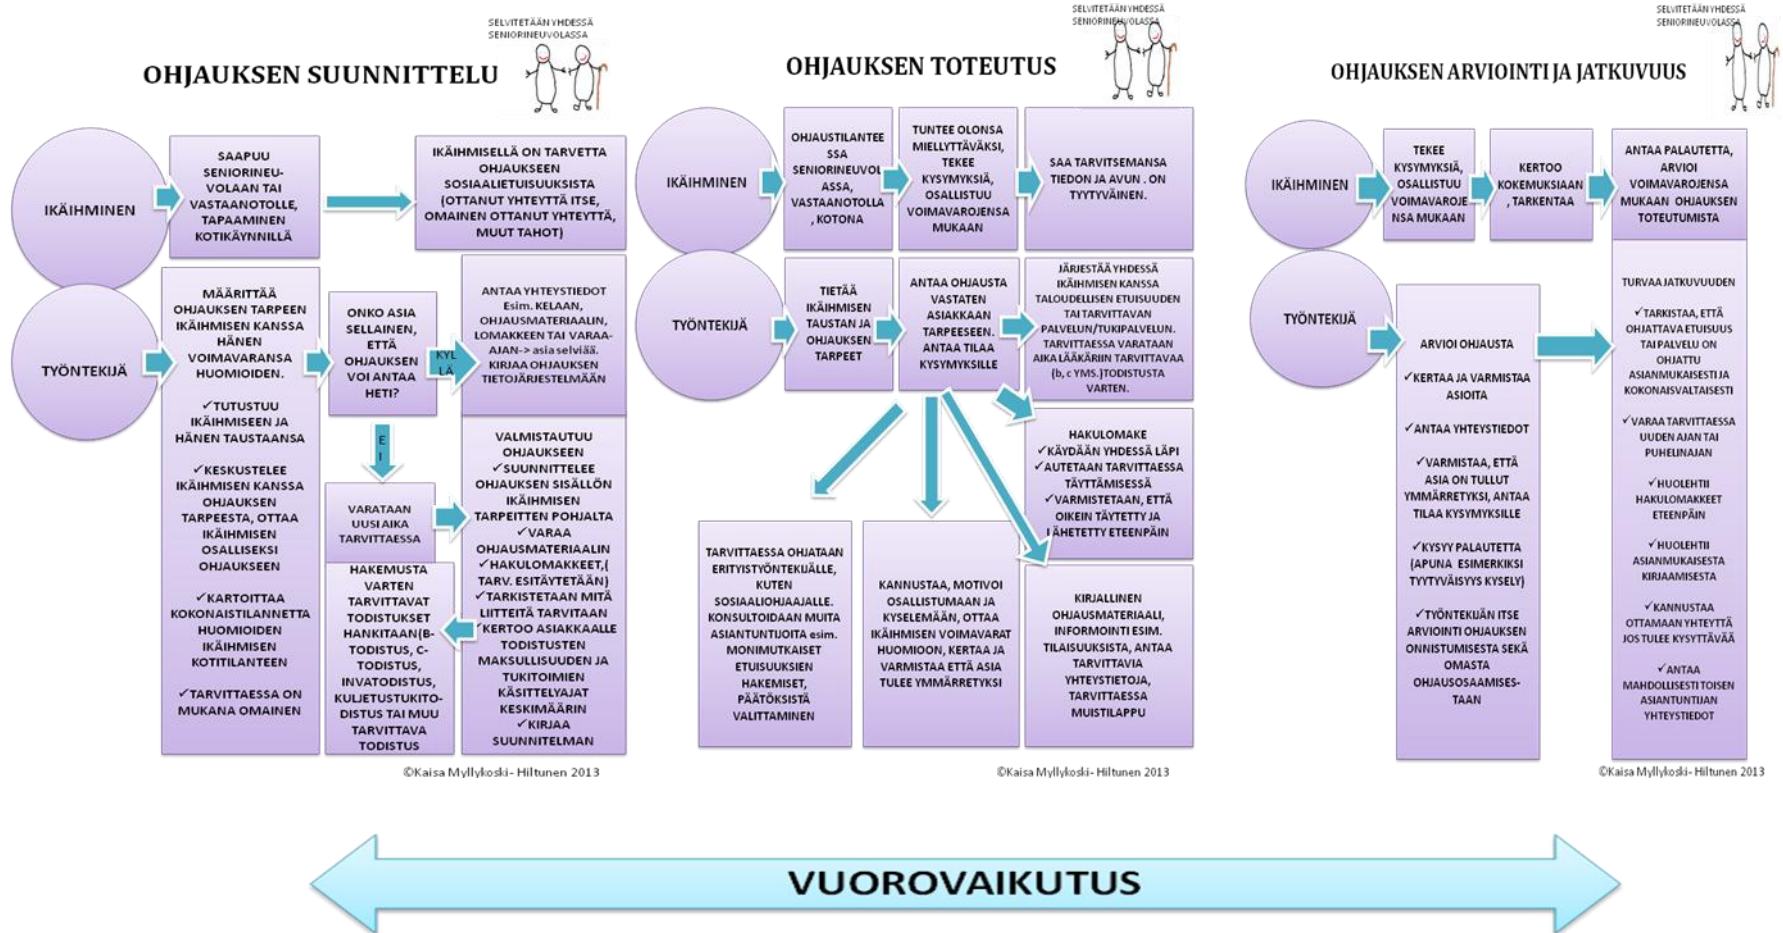 SELVITETÄÄN YHDESSÄ
SENIORINEUVOLASSA
OHJAUKSEN SUUNNITTELU
IKÄIHMINEN
SAAPUU
SENIORINEU-
VOLAAN TAI
VASTAANOTOLLE,
TAPAAMINEN
KOTIKÄYNNILLÄ
IKÄIHMISELLÄ ON TARVETTA
OHJAUKSEEN
SOSIAALIETUISUUKSISTA
(OTTANUT YHTEYTTÄ ITSE,
OMAINEN OTTANUT YHTEYTTÄ,
MUUT TAHOT)
TYÖNTEKIJÄ
MÄÄRITTÄÄ
OHJAUKSEN TARPEEN
IKÄIHMISEN KANSSA
HÄNEN
VOIMAVARANSA
HUOMIOIDEN.
✓TUTUSTUU
IKÄIHMISEEN JA
HÄNEN TAUSTAANSA
✓KESKUSTELEE
IKÄIHMISEN KANSSA
OHJAUKSEN
TARPEESTA, OTTAA
IKÄIHMISEN
OSALLISEKSI
OHJAUKSEEN
✓KARTOITTAA
KOKONAISTILANNETTA
HUOMIOIDEN
IKÄIHMISEN
KOTITILANTEEN
✓TARVITTAESSA ON
MUKANA OMAINEN
ONKO ASIA
SELLAINEN,
ETTÄ
OHJAUKSEN
VOI ANTAA
HETI?
KYL
LÄ
ANTAA YHTEYSTIEDOT
Esim. KELAAN,
OHJAUSMATERIAALIN,
LOMAKKEEN TAI VARAA-
AJAN-> asia selviää.
KIRJAA OHJAUKSEN
TIETOJÄRJESTELMÄÄN
E
I
VARATAAN
UUSI AIKA
TARVITTAESSA
VALMISTAUTUU
OHJAUKSEEN
✓SUUNNITTELEE
OHJAUKSEN SISÄLLÖN
IKÄIHMISEN
TARPEITTEN POHJALTA
✓VARAA
OHJAUSMATERIAALIN
✓HAKULOMAKKEET,(
TARV. ESITÄYTETÄÄN)
✓TARKISTETAAN MITÄ
LIITTEITÄ TARVITAAN
✓KERTOO ASIAKKAALLE
TODISTUSTEN
MAKSULLISUUDEN JA
TUKITOIMIEN
KÄSITTELYAJAT
KESKIMÄÄRIN
✓KIRJAA
SUUNNITELMAN
HAKEMUSTA
VARTEN
TARVITTAVAT
TODISTUKSET
HANKITAAN(B-
TODISTUS, C-
TODISTUS,
INVATODISTUS,
KULJETUSTUKITO-
DISTUS TAI MUU
TARVITTAVA
TODISTUS
©Kaisa Myllykoski- Hiltunen 2013
SELVITETÄÄN YHDESSÄ
SENIORINEUVOLASSA
OHJAUKSEN TOTEUTUS
IKÄIHMINEN
OHJAUSTILANTEE
SSA
SENIORINEUVOL
ASSA,
VASTAANOTOLLA
, KOTONA
TUNTEE OLONSA
MIELLYTTÄVÄKSI,
TEKEE
KYSYMYKSIÄ,
OSALLISTUU
VOIMAVAROJENSA
MUKAAN
SAA TARVITSEMANSA
TIEDON JA AVUN . ON
TYYTYVÄINEN.
TYÖNTEKIJÄ
TIETÄÄ
IKÄIHMISEN
TAUSTAN JA
OHJAUKSEN
TARPEET
ANTAA OHJAUSTA
VASTATEN
ASIAKKAAN
TARPEESEEN.
ANTAA TILAA
KYSYMYKSILLE
JÄRJESTÄÄ YHDESSÄ
IKÄIHMISEN KANSSA
TALOUDELLISEN ETUISUUDEN
TAI TARVITTAVAN
PALVELUN/TUKIPALVELUN.
TARVITTAESSA VARATAAN
AIKA LÄÄKÄRIIN TARVITTAVAA
(b, c YMS.)TODISTUSTA
VARTEN.
HAKULOMAKE
✓KÄYDÄÄN YHDESSÄ LÄPI
✓AUTETAAN TARVITTAESSA
TÄYTTÄMISESSÄ
✓VARMISTETAAN, ETTÄ
OIKEIN TÄYTETTY JA
LÄHETETTY ETEENPÄIN
TARVITTAESSA OHJATAAN
ERITYISTYÖNTEKIJÄLLE,
KUTEN
SOSIAALIOHJAAJALLE.
KONSULTOIDAAN MUITA
ASIANTUNTIJOITA esim.
MONIMUTKAISET
ETUISUUKSIEN
HAKEMISET,
PÄÄTÖKSISTÄ
VALITTAMINEN
KANNUSTAA, MOTIVOI
OSALLISTUMAAN JA
KYSELEMÄÄN, OTTAA
IKÄIHMISEN VOIMAVARAT
HUOMIOON, KERTAA JA
VARMISTAA ETTÄ ASIA
TULEE YMMÄRRETYKSI
KIRJALLINEN
OHJAUSMATERIAALI,
INFORMOINTI ESIM.
TILAISUUKSISTA, ANTAA
TARVITTAVIA
YHTEYSTIETOJA,
TARVITTAESSA
MUISTILAPPU
©Kaisa Myllykoski- Hiltunen 2013
SELVITETÄÄN YHDESSÄ
SENIORINEUVOLASSA
OHJAUKSEN ARVIOINTI JA JATKUVUUS
IKÄIHMINEN
TEKEE
KYSYMYKSIÄ,
OSALLISTUU
VOIMAVAROJE
NSA MUKAAN
KERTOO
KOKEMUKSIAAN
, TARKENTAA
ANTAA PALAUTETTA,
ARVIOI
VOIMAVAROJENSA
MUKAAN OHJAUKSEN
TOTEUTUMISTA
TYÖNTEKIJÄ
ARVIOI OHJAUSTA
✓KERTAA JA VARMISTAA
ASIOITA
✓ANTAA YHTEYSTIEDOT
✓VARMISTAA, ETTÄ
ASIA ON TULLUT
YMMÄRRETYKSI, ANTAA
TILAA KYSYMYKSILLE
✓KYSYY PALAUTETTA
(APUNA ESIMERKIKSI
TYYTYVÄISYYS KYSELY)
✓TYÖNTEKIJÄN ITSE
ARVIOINTI OHJAUKSEN
ONNISTUMISESTA SEKÄ
OMASTA
OHJAUSOSAAMISES-
TAAN
TURVAA JATKUVUUDEN
✓TARKISTAA, ETTÄ
OHJATTAVA ETUISUUS
TAI PALVELU ON
OHJATTU
ASIANMUKAISESTI JA
KOKONAISVALTAISESTI
✓VARAA TARVITTAESSA
UUDEN AJAN TAI
PUHELINAJAN
✓HUOLEHTII
HAKULOMAKKEET
ETEENPÄIN
✓HUOLEHTII
ASIANMUKAISESTA
KIRJAAMISESTA
✓KANNUSTAA
OTTAMAAN YHTEYTTÄ
JOS TULEE KYSYTTÄVÄÄ
✓ANTAA
MAHDOLLISESTI TOISEN
ASIANTUNTIJAN
YHTEYSTIEDOT
©Kaisa Myllykoski- Hiltunen 2013
VUOROVAIKUTUS